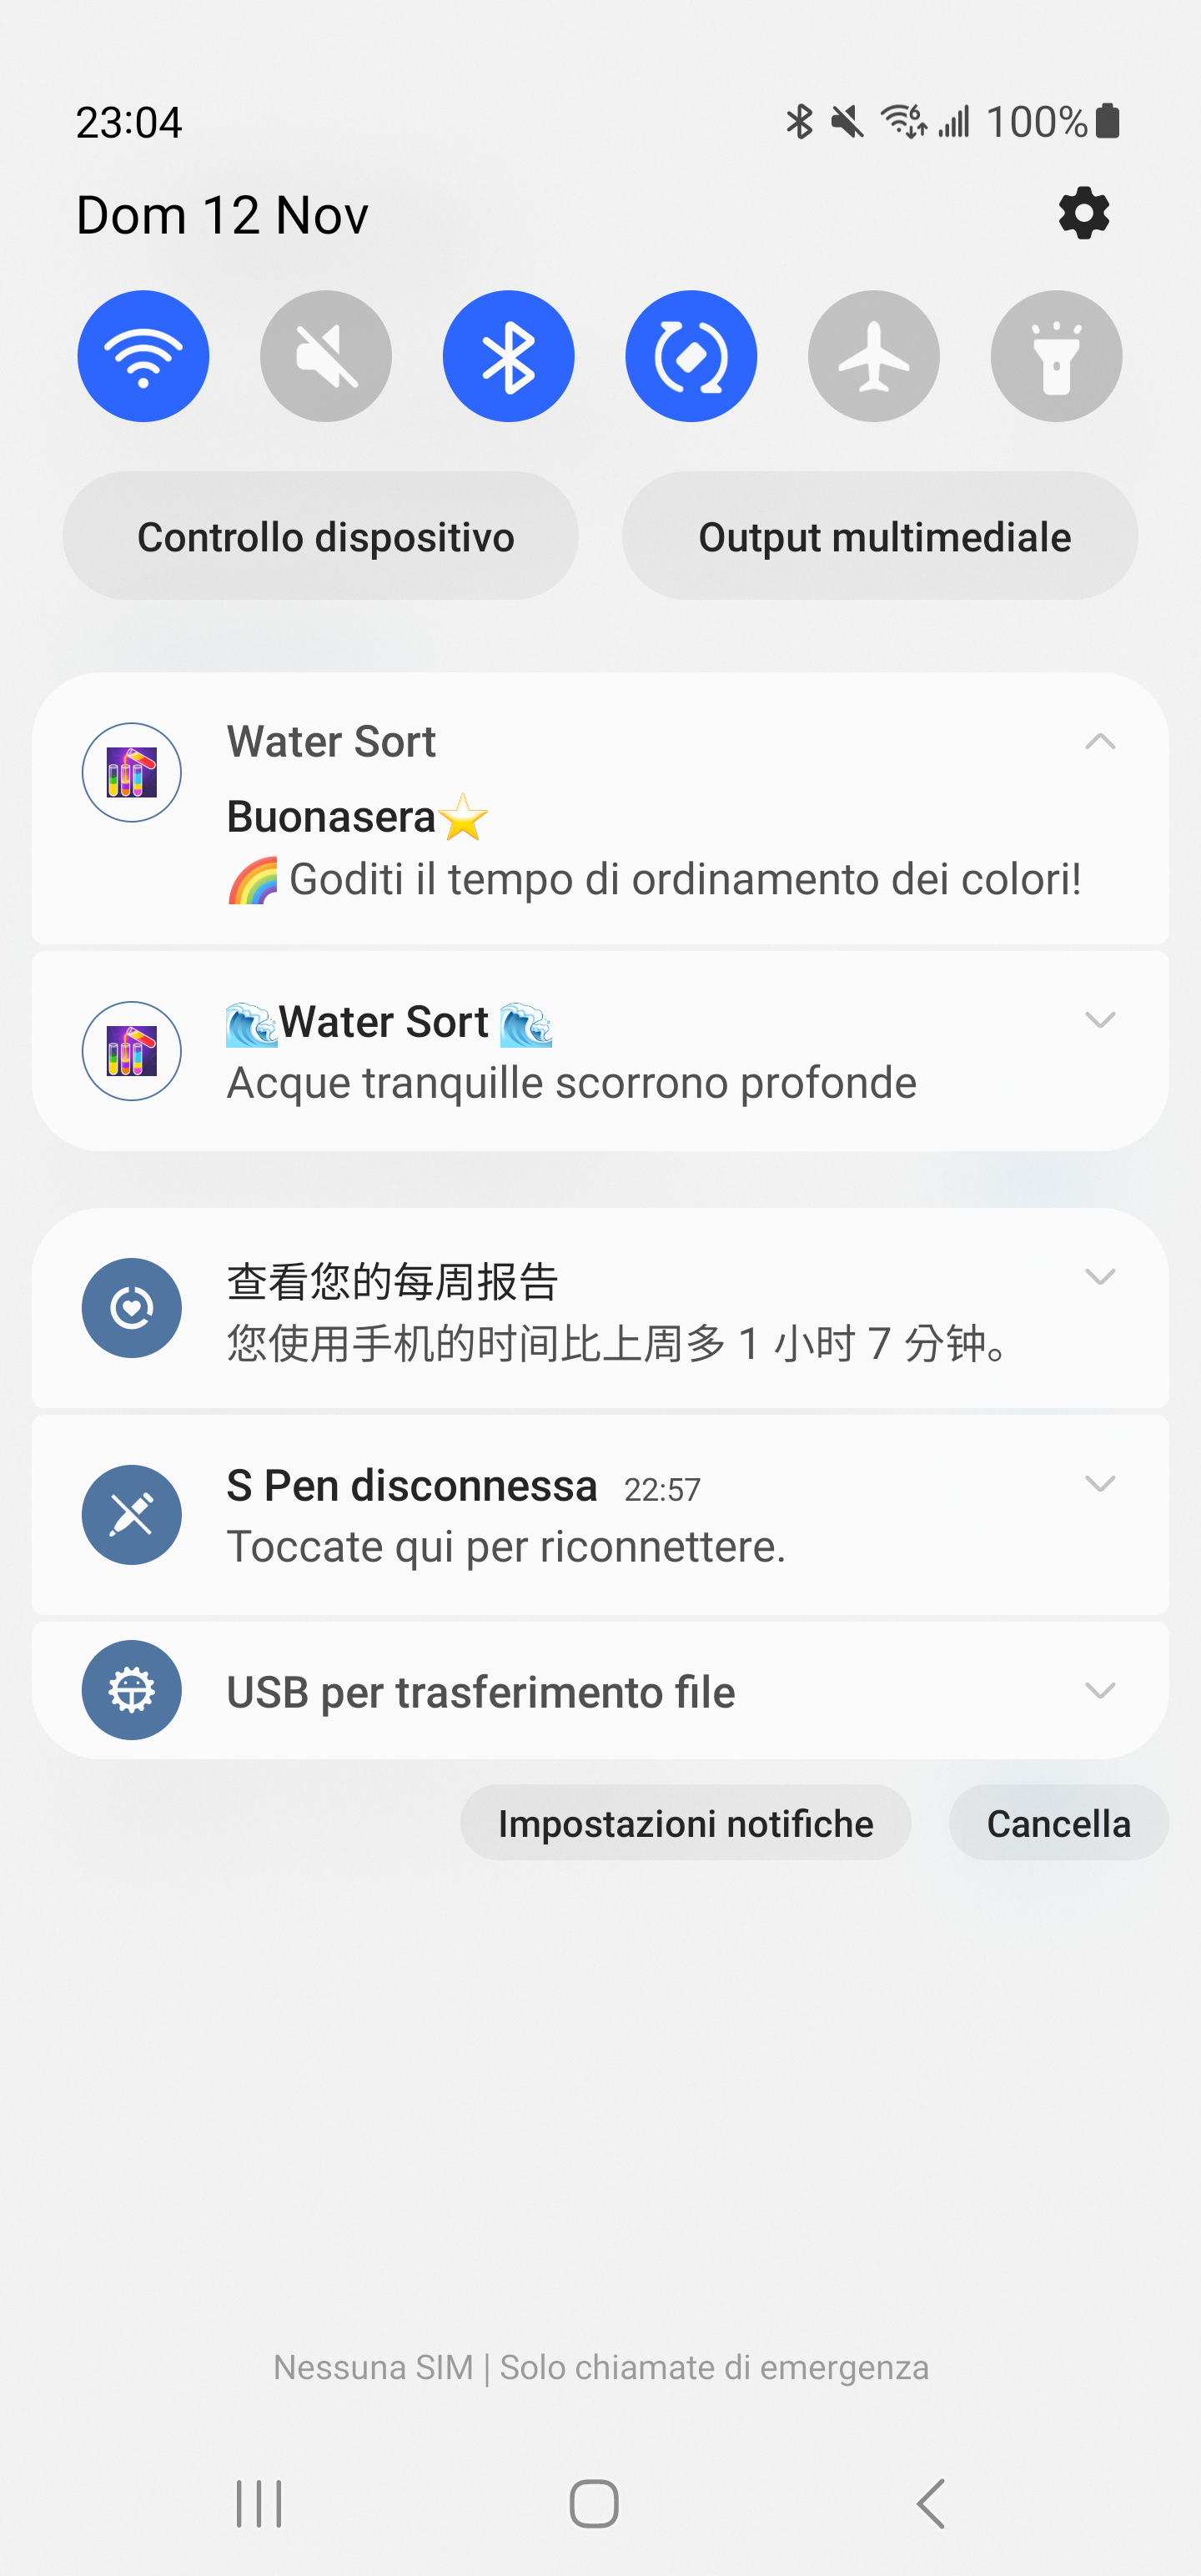 23:04
100%
Dom 12 Nov
Controllo dispositivo
Output multimediale
Water Sort
Buonasera⭐
🌈 Goditi il tempo di ordinamento dei colori!
🌊Water Sort 🌊
Acque tranquille scorrono profonde
查看您的每周报告
您使用手机的时间比上周多 1 小时 7 分钟。
S Pen disconnessa 22:57
Toccate qui per riconnettere.
USB per trasferimento file
Impostazioni notifiche
Cancella
Nessuna SIM | Solo chiamate di emergenza